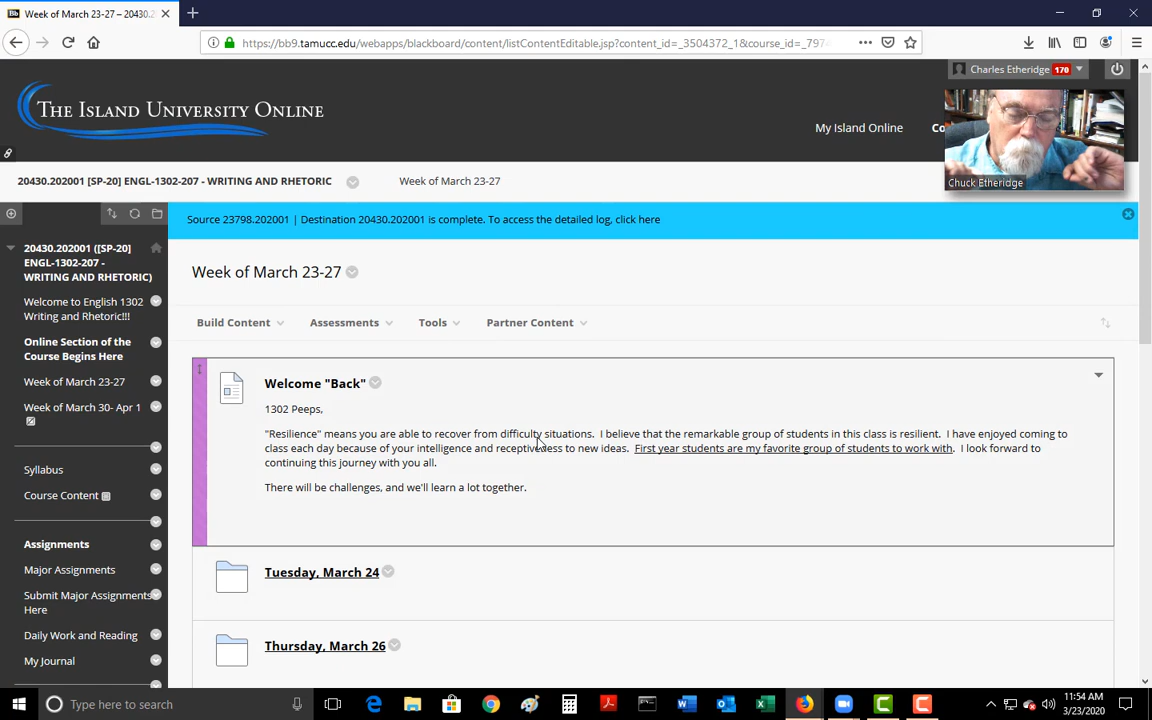 Week of March 23-27 – 20430.2
https://bb9.tamucc.edu/webapps/blackboard/content/listContentEditable.jsp?content_id=_3504372_1&course_id=_797
Charles Etheridge 170
THE ISLAND UNIVERSITY ONLINE
My Island Online
Co
Chuck Etheridge
20430.202001 [SP-20] ENGL-1302-207 - WRITING AND RHETORIC
Week of March 23-27
Source 23798.202001 | Destination 20430.202001 is complete. To access the detailed log, click here
20430.202001 ([SP-20]
ENGL-1302-207 -
WRITING AND RHETORIC)
Welcome to English 1302
Writing and Rhetoric!!!
Online Section of the
Course Begins Here
Week of March 23-27
Week of March 30- Apr 1
Syllabus
Course Content
Assignments
Major Assignments
Submit Major Assignments
Here
Daily Work and Reading
My Journal
Week of March 23-27
Build Content
Assessments
Tools
Partner Content
Welcome "Back"
1302 Peeps,
"Resilience" means you are able to recover from difficulty situations. I believe that the remarkable group of students in this class is resilient. I have enjoyed coming to
class each day because of your intelligence and receptiveness to new ideas. First year students are my favorite group of students to work with. I look forward to
continuing this journey with you all.
There will be challenges, and we'll learn a lot together.
Tuesday, March 24
Thursday, March 26
Type here to search
11:54 AM
3/23/2020